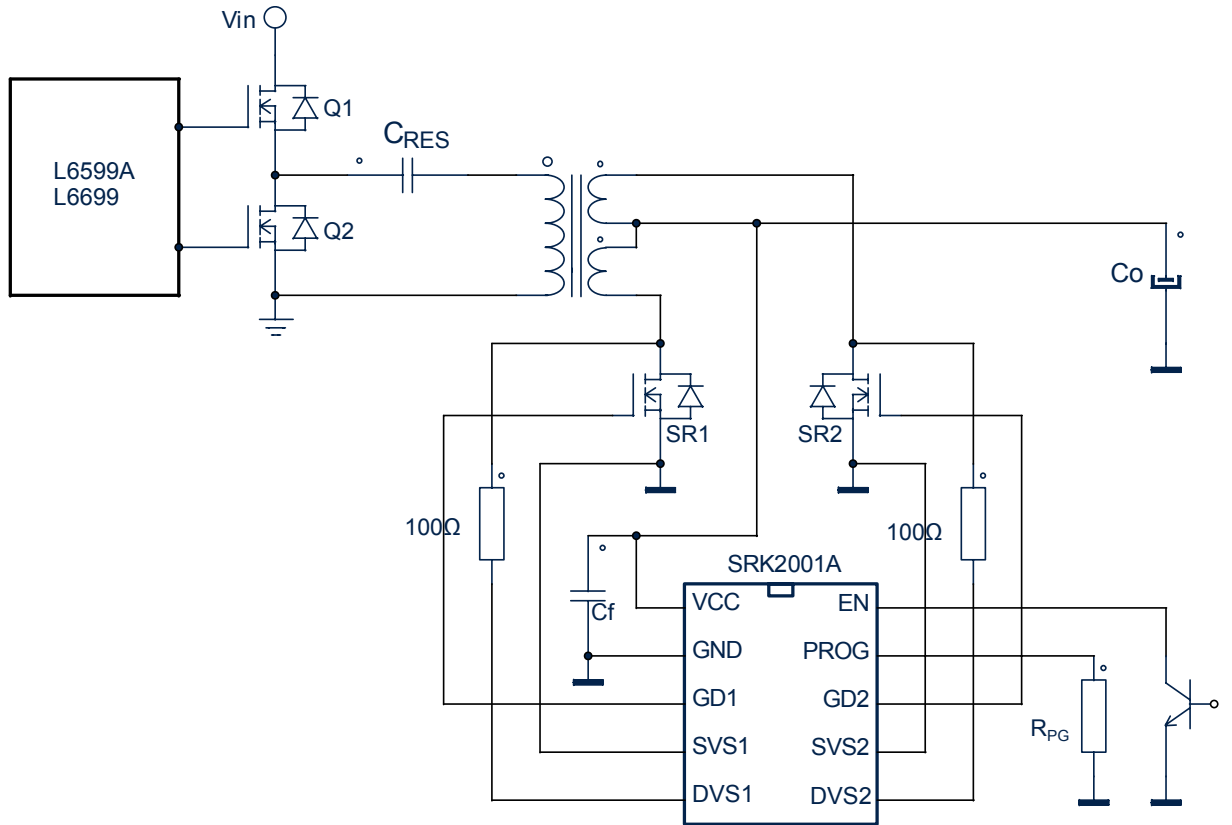 Vin
Q1
CRES
L6599A
L6699
Q2
Co
SR1
SR2
100Ω
100Ω
SRK2001A
Cf
VCC
EN
GND
PROG
GD1
GD2
RPG
SVS1
SVS2
DVS1
DVS2